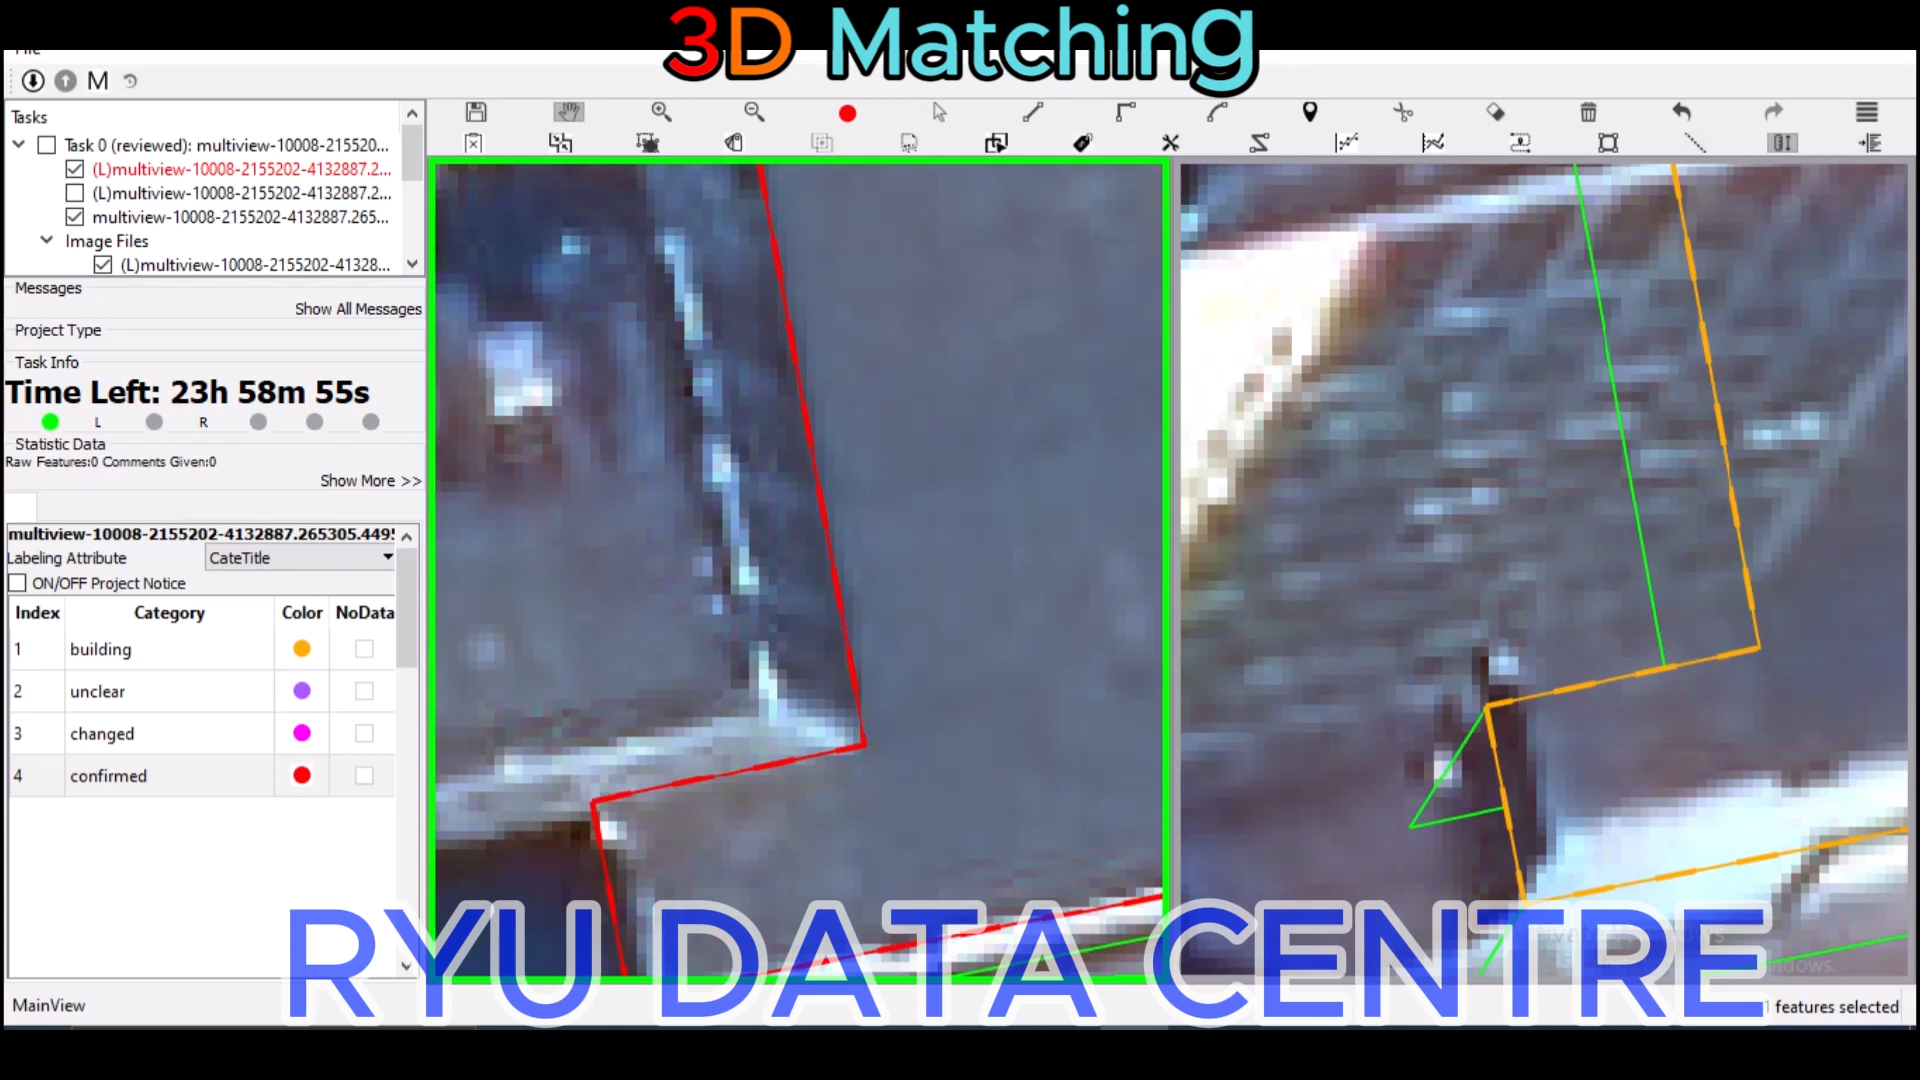 3D Matching
M
Tasks
Task 0 (reviewed): multiview-10008-215520...
(L)multiview-10008-2155202-4132887.2...
(L)multiview-10008-2155202-4132887.2...
multiview-10008-2155202-4132887.265...
Image Files
(L)multiview-10008-2155202-41328...
Messages
Show All Messages
Project Type
Task Info
Time Left: 23h 58m 55s
L R
Statistic Data
Raw Features:0 Comments Given:0
Show More >>
multiview-10008-2155202-4132887.265305.449
Labeling Attribute CateTitle
ON/OFF Project Notice
Index Category Color NoData
1 building
2 unclear
3 changed
4 confirmed
RYU DATA CENTRE
MainView
1 features selected